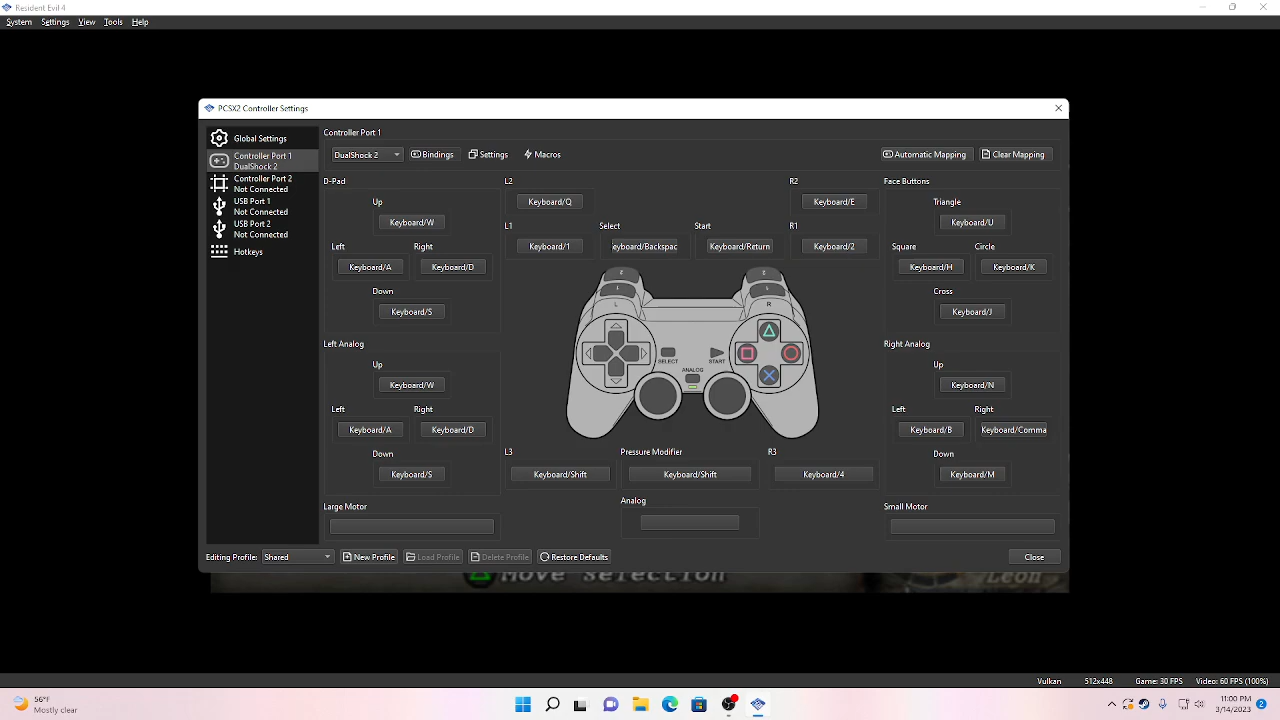 Resident Evil 4
System Settings View Tools Help
PCSX2 Controller Settings
Global Settings
Controller Port 1
DualShock 2
Controller Port 2
Not Connected
USB Port 1
Not Connected
USB Port 2
Not Connected
Hotkeys
Controller Port 1
DualShock 2 Bindings Settings Macros Automatic Mapping Clear Mapping
D-Pad
Up
Keyboard/W
Left Right
Keyboard/A Keyboard/D
Down
Keyboard/S
Left Analog
Up
Keyboard/W
Left Right
Keyboard/A Keyboard/D
Down
Keyboard/S
Large Motor
L2
Keyboard/Q
L1
Keyboard/1
Select
eyboard/Backspac
Start
Keyboard/Return
R2
Keyboard/E
R1
Keyboard/2
2 2
1 1
L R
SELECT START
ANALOG
L3
Keyboard/Shift
Pressure Modifier
Keyboard/Shift
R3
Keyboard/4
Analog
Face Buttons
Triangle
Keyboard/U
Square Circle
Keyboard/H Keyboard/K
Cross
Keyboard/J
Right Analog
Up
Keyboard/N
Left Right
Keyboard/B Keyboard/Comma
Down
Keyboard/M
Small Motor
Editing Profile: Shared New Profile Load Profile Delete Profile Restore Defaults Close
Move Selection Leon
Vulkan 512x448 Game: 30 FPS Video: 60 FPS (100%)
56°F
Mostly clear
11:00 PM
3/14/2023
2